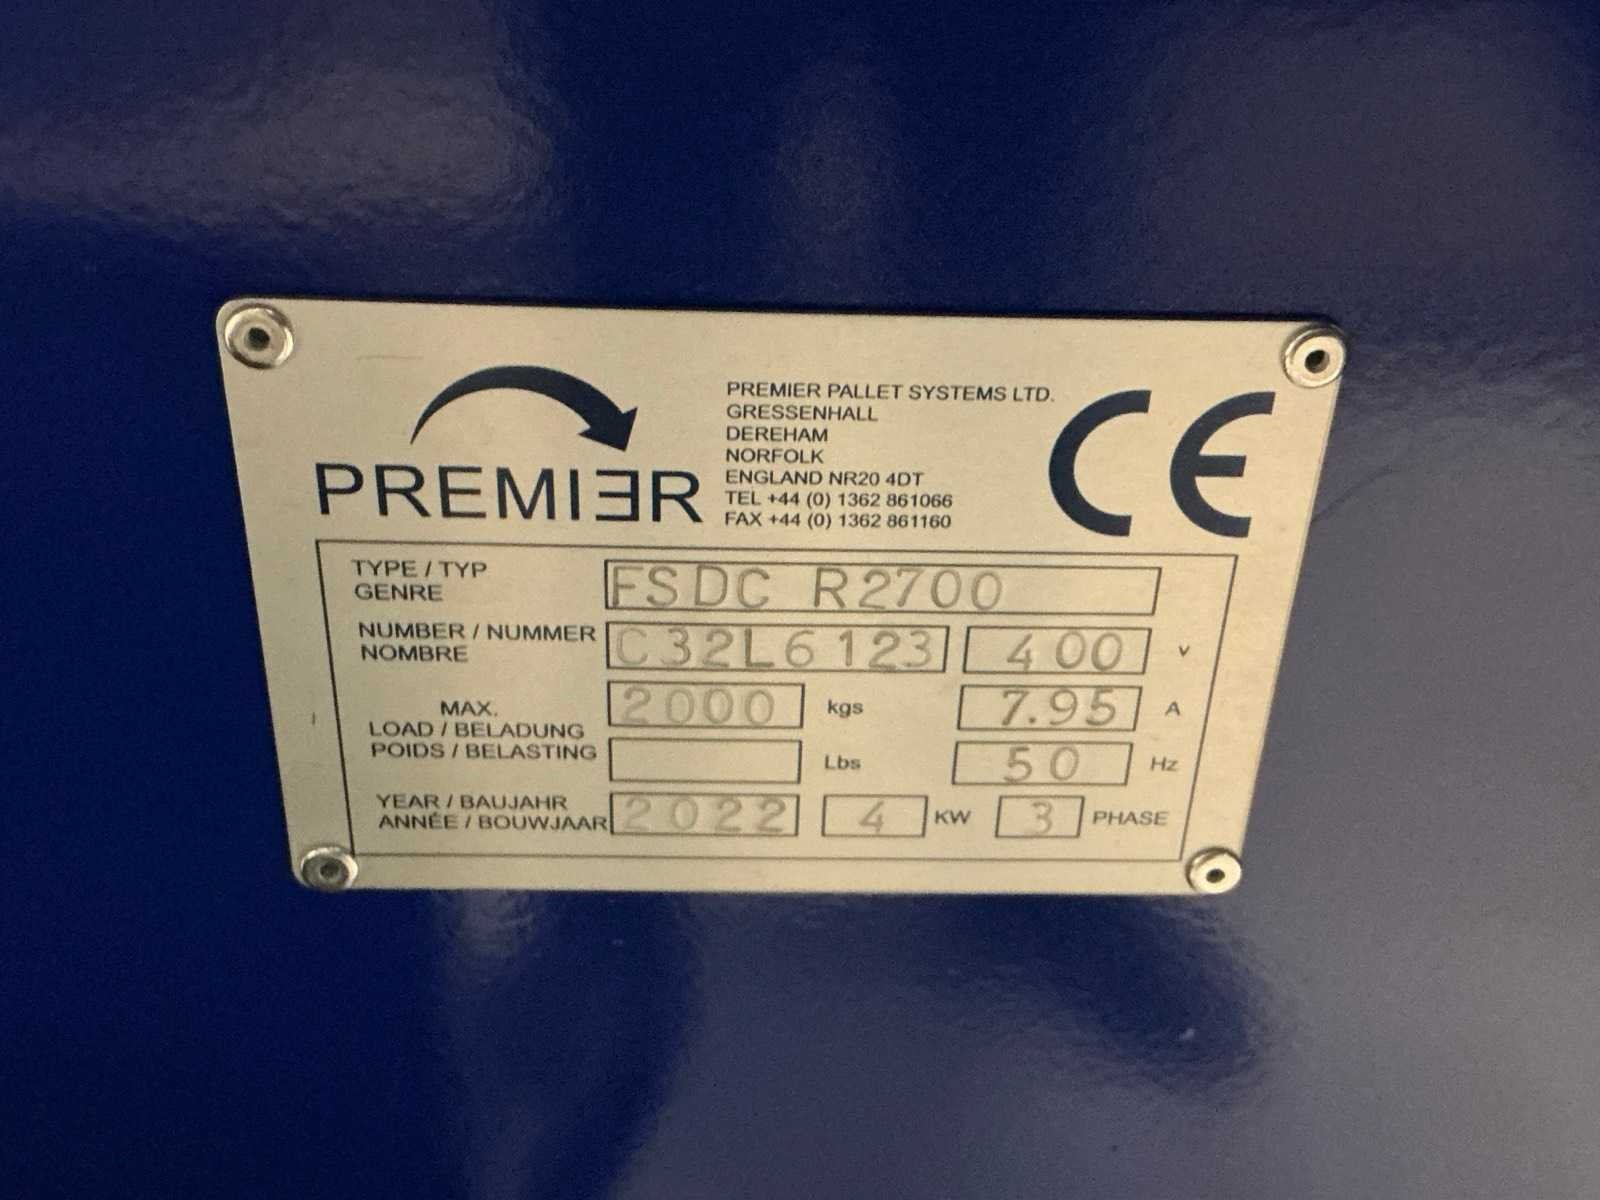 PREMIER
PREMIER PALLET SYSTEMS LTD.
GRESSENHALL
DEREHAM
NORFOLK
ENGLAND NR20 4DT
TEL +44 (0) 1362 861066
FAX +44 (0) 1362 861160
CE
TYPE / TYP
GENRE
FSDC R2700
NUMBER / NUMMER
NOMBRE
C32L6123
400 V
MAX.
LOAD / BELADUNG
POIDS / BELASTING
2000 kgs
7.95 A
Lbs
50 Hz
YEAR / BAUJAHR
ANNÉE / BOUWJAAR
2022
4 KW
3 PHASE